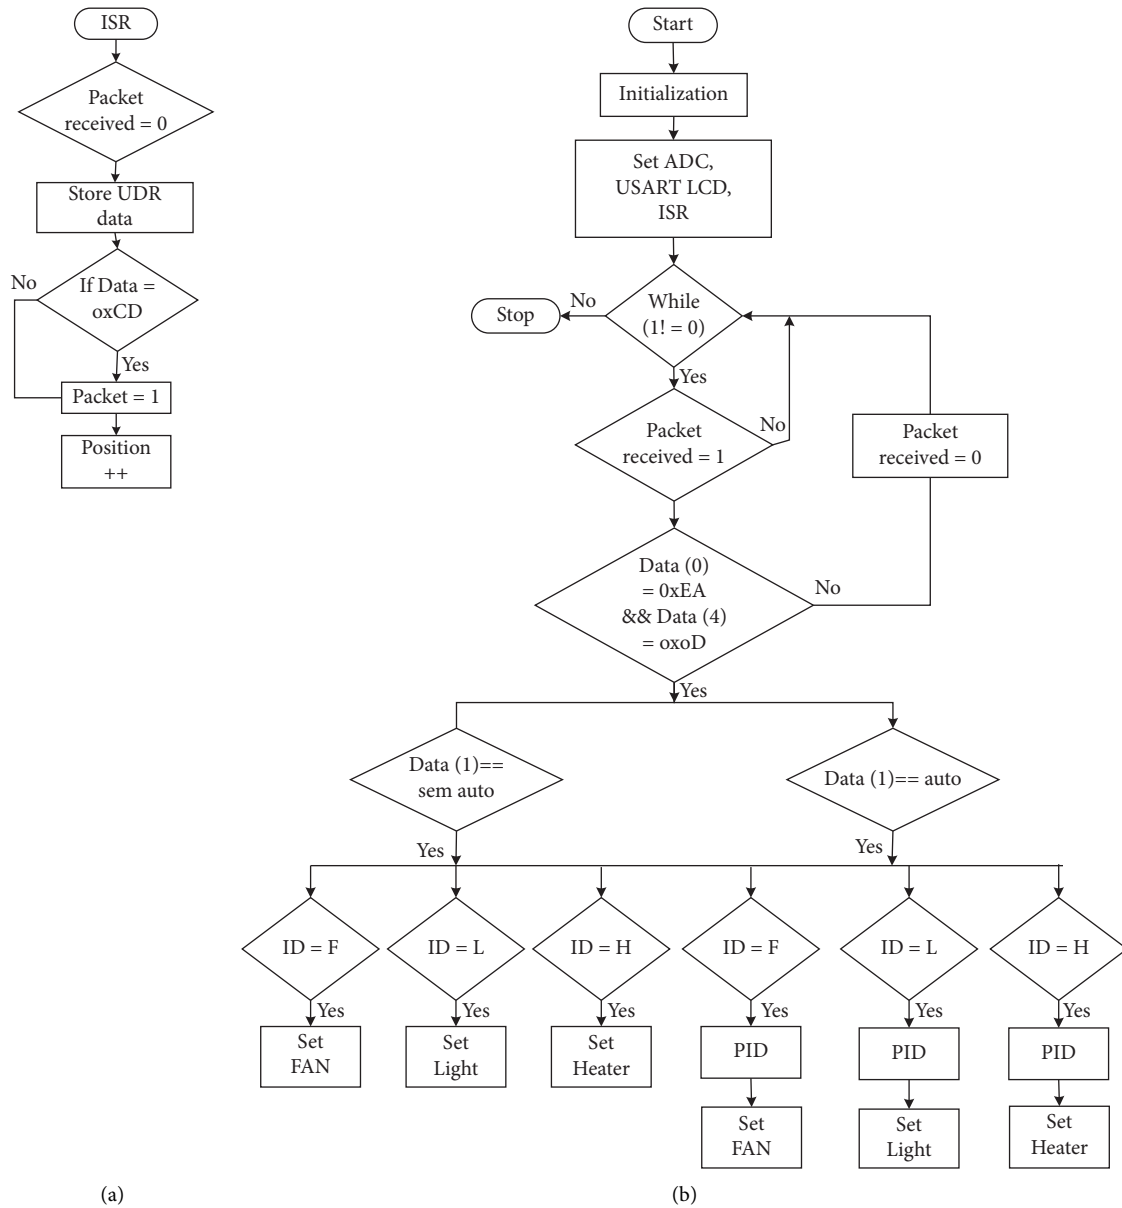 ISR
Packet
received = 0
Store UDR
data
No
If Data =
oxCD
Yes
Packet = 1
Position
++
(a)
Start
Initialization
Set ADC,
USART LCD,
ISR
Stop
No
While
(1! = 0)
Yes
Packet
received = 1
No
Packet
received = 0
Data (0)
= 0xEA
&& Data (4)
= oxoD
No
Yes
Data (1)==
sem auto
Data (1)== auto
Yes
Yes
ID = F
ID = L
ID = H
ID = F
ID = L
ID = H
Yes
Yes
Yes
Yes
Yes
Yes
Set
FAN
Set
Light
Set
Heater
PID
PID
PID
Set
FAN
Set
Light
Set
Heater
(b)